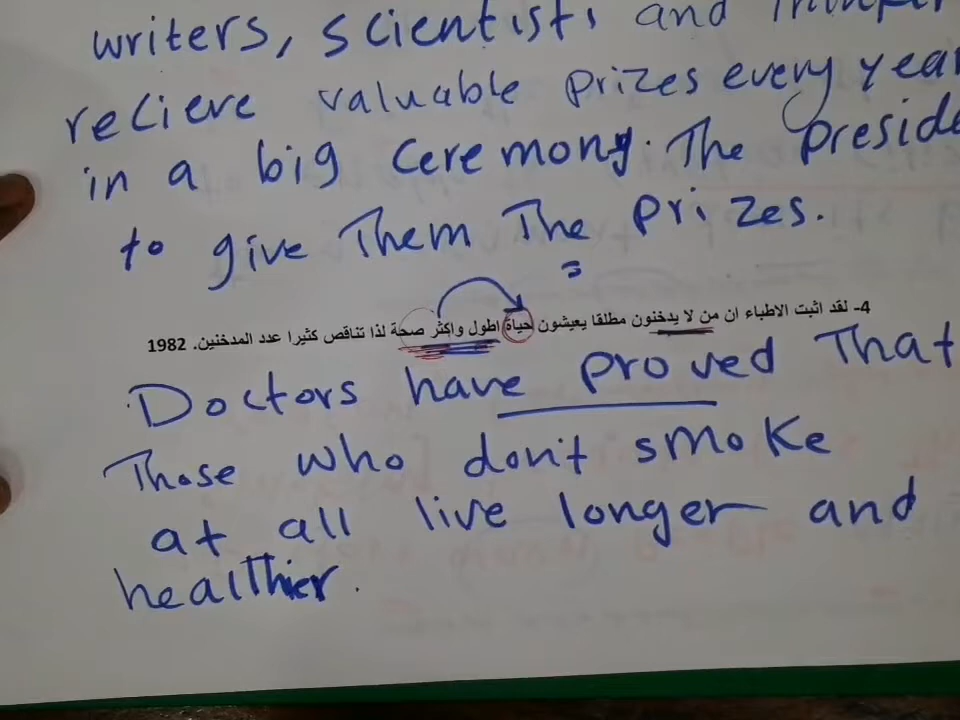 writers, scientists and thinker
relieve valuable prizes every year
in a big ceremony. The preside
to give Them The prizes.
4- لقد اثبت الاطباء ان من لا يدخنون مطلقا يعيشون حياة اطول واكثر صحة لذا تناقص كثيرا عدد المدخنين. 1982
Doctors have proved That
Those who don't smoke
at all live longer and
healthier.